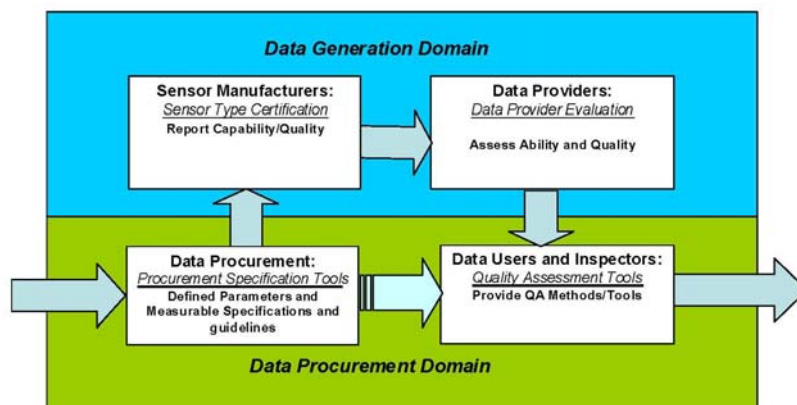 Data Generation Domain
Sensor Manufacturers:
Sensor Type Certification
Report Capability/Quality
Data Providers:
Data Provider Evaluation
Assess Ability and Quality
Data Procurement:
Procurement Specification Tools
Defined Parameters and
Measurable Specifications and
guidelines
Data Users and Inspectors:
Quality Assessment Tools
Provide QA Methods/Tools
Data Procurement Domain